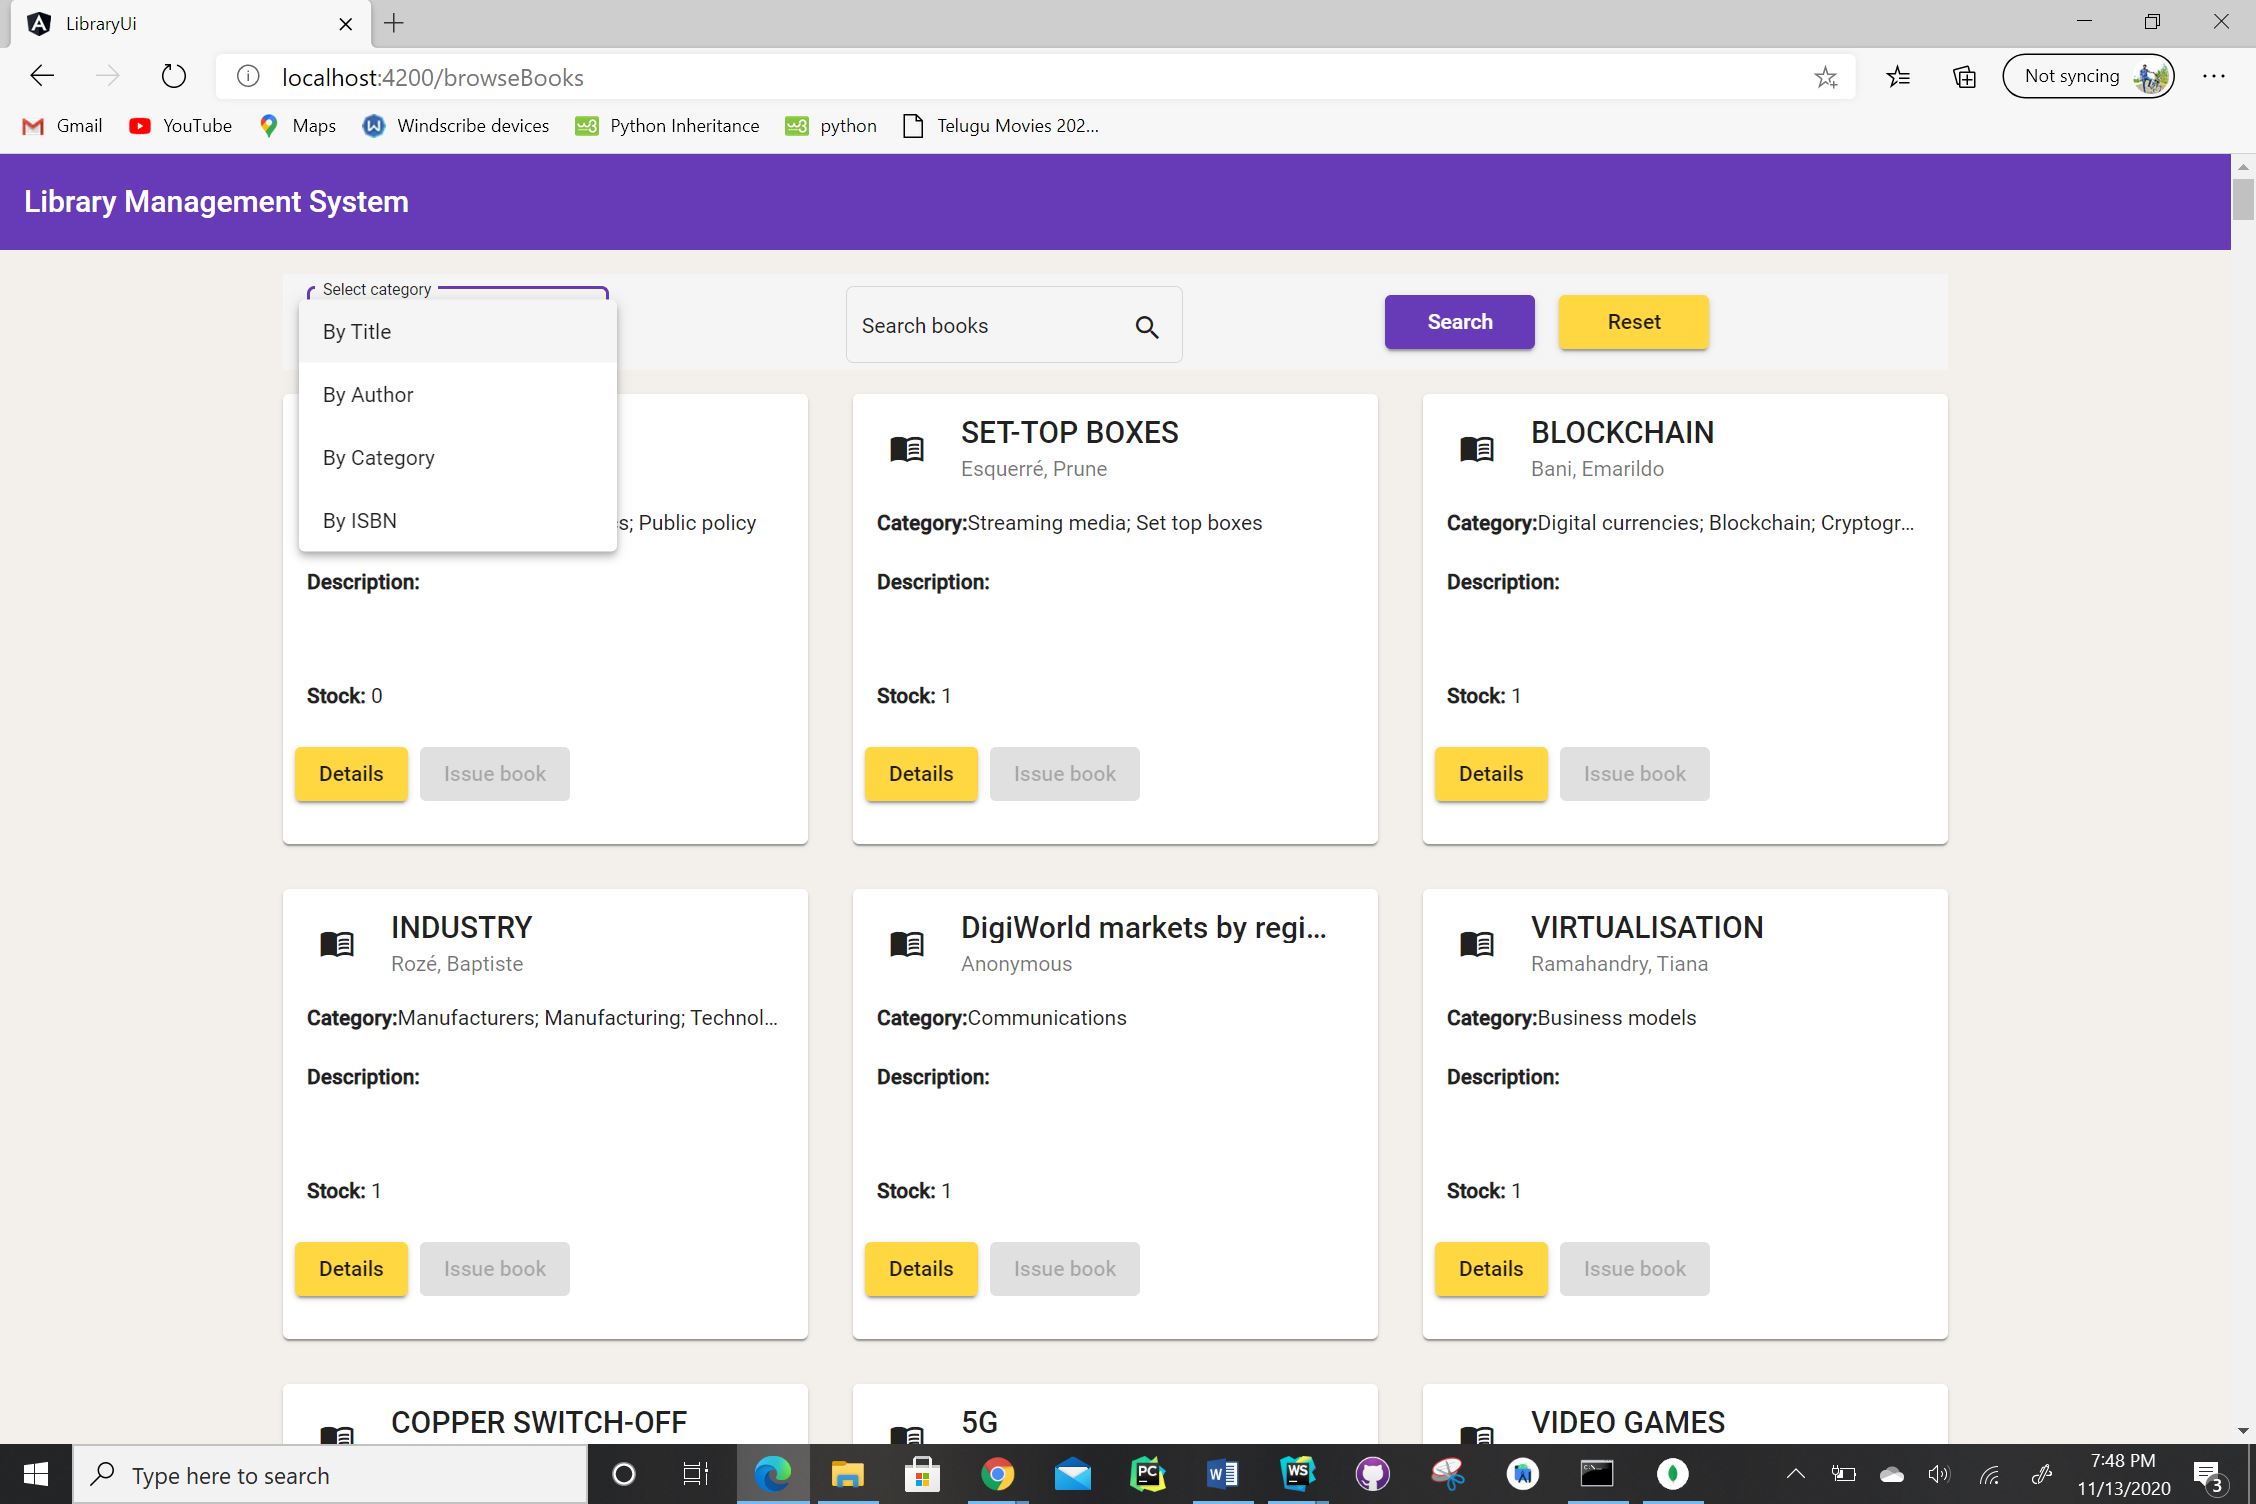 LibraryUi
localhost:4200/browseBooks
Not syncing
Gmail YouTube Maps Windscribe devices Python Inheritance python Telugu Movies 202...
Library Management System
Select category
By Title
By Author
By Category
By ISBN
Search books
Search
Reset
s; Public policy
Description:
Stock: 0
Details Issue book
SET-TOP BOXES
Esquerré, Prune
Category:Streaming media; Set top boxes
Description:
Stock: 1
Details Issue book
BLOCKCHAIN
Bani, Emarildo
Category:Digital currencies; Blockchain; Cryptogr...
Description:
Stock: 1
Details Issue book
INDUSTRY
Rozé, Baptiste
Category:Manufacturers; Manufacturing; Technol...
Description:
Stock: 1
Details Issue book
DigiWorld markets by regi...
Anonymous
Category:Communications
Description:
Stock: 1
Details Issue book
VIRTUALISATION
Ramahandry, Tiana
Category:Business models
Description:
Stock: 1
Details Issue book
COPPER SWITCH-OFF
5G
VIDEO GAMES
Type here to search
PC
W
WS
7:48 PM
11/13/2020
3